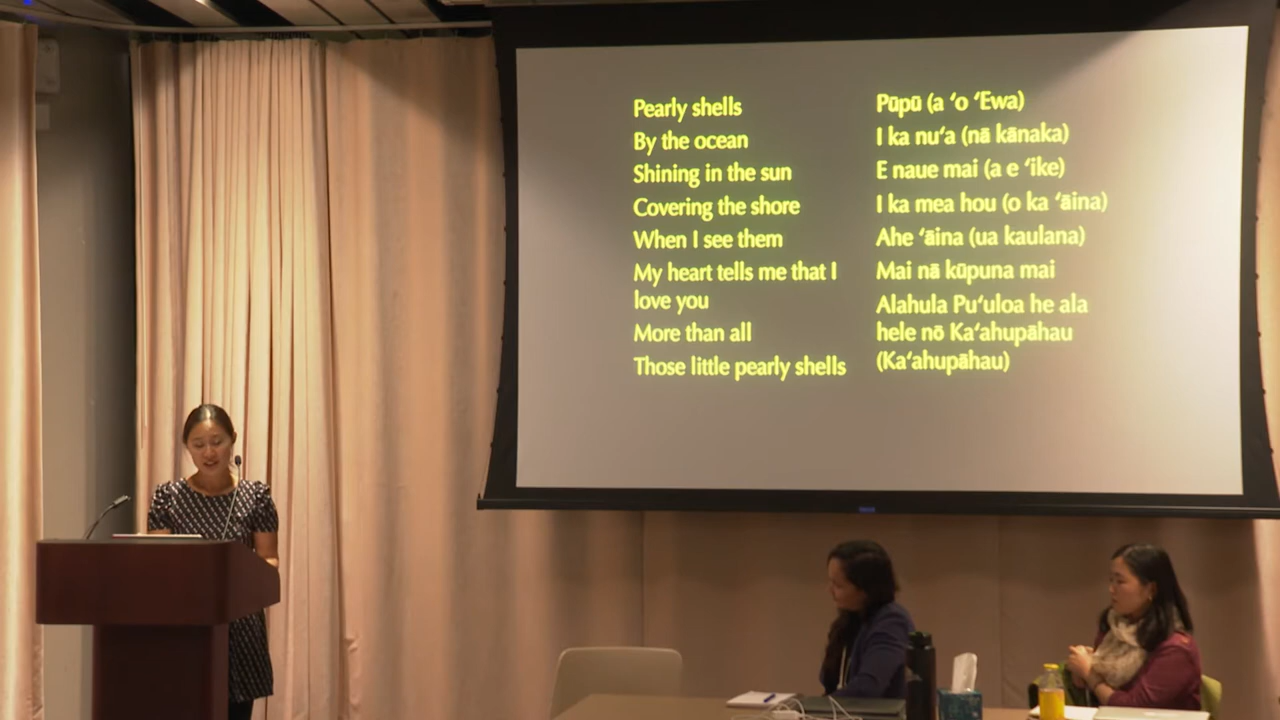 Pearly shells
By the ocean
Shining in the sun
Covering the shore
When I see them
My heart tells me that I
love you
More than all
Those little pearly shells
Pūpū (a ʻo ʻEwa)
I ka nuʻa (nā kānaka)
E naue mai (a e ʻike)
I ka mea hou (o ka ʻāina)
Ahe ʻāina (ua kaulana)
Mai nā kūpuna mai
Alahula Puʻuloa he ala
hele nō Kaʻahupāhau
(Kaʻahupāhau)